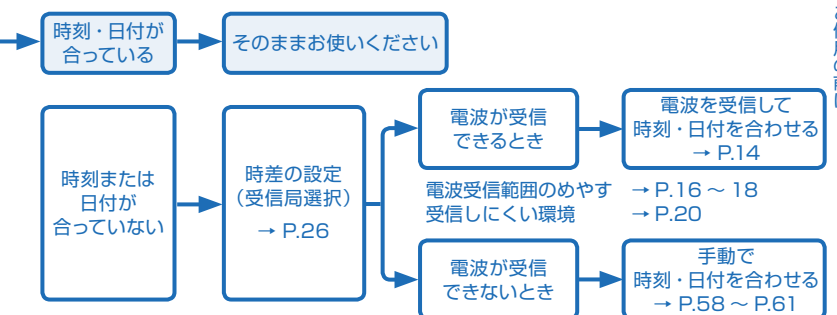 時刻・日付が
合っている
そのままお使いください
時刻または
日付が
合っていない
時差の設定
（受信局選択）
→ P.26
電波が受信
できるとき
電波を受信して
時刻・日付を合わせる
→ P.14
電波受信範囲のめやす → P.16 ～ 18
受信しにくい環境 → P.20
電波が受信
できないとき
手動で
時刻・日付を合わせる
→ P.58 ～ P.61